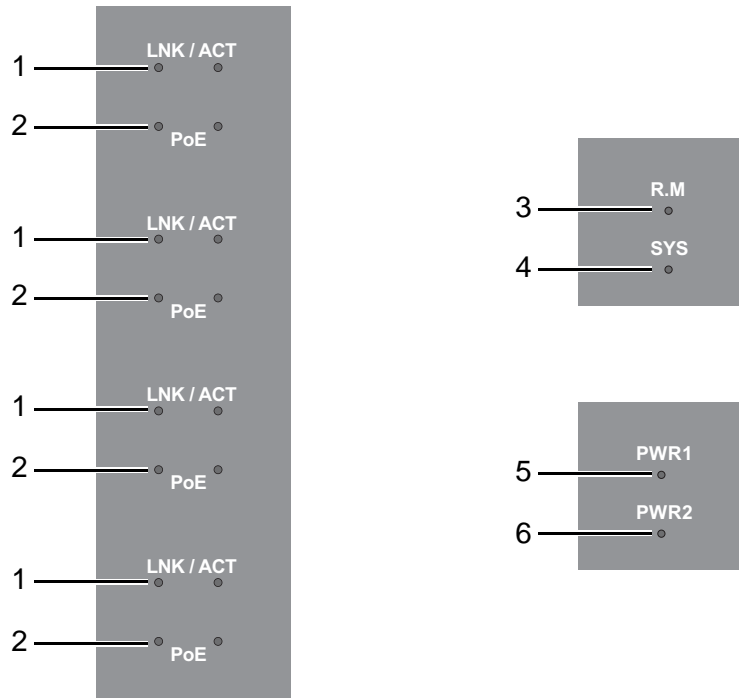 LNK / ACT
1
2
PoE
LNK / ACT
1
2
PoE
LNK / ACT
1
2
PoE
LNK / ACT
1
2
PoE
R.M
3
SYS
4
PWR1
5
PWR2
6